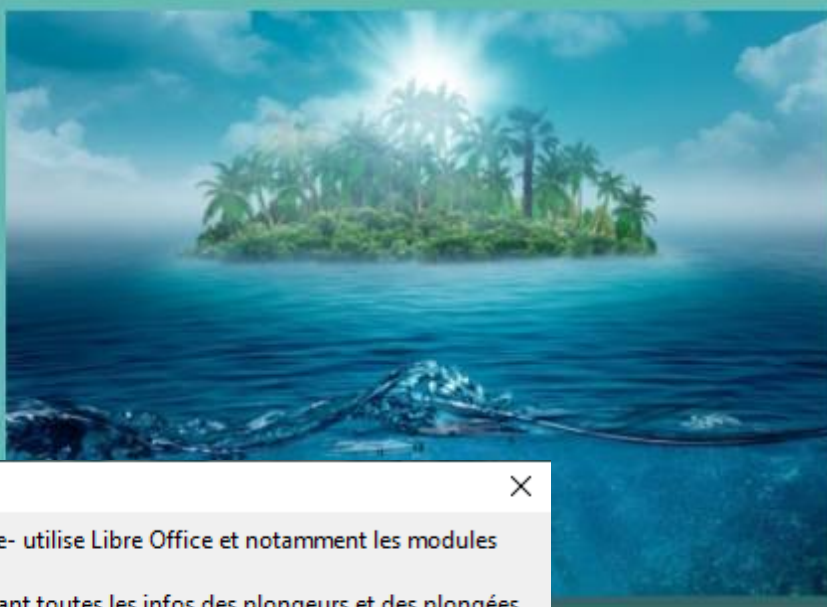 e- utilise Libre Office et notamment les modules
ant toutes les infos des plongeurs et des plongées